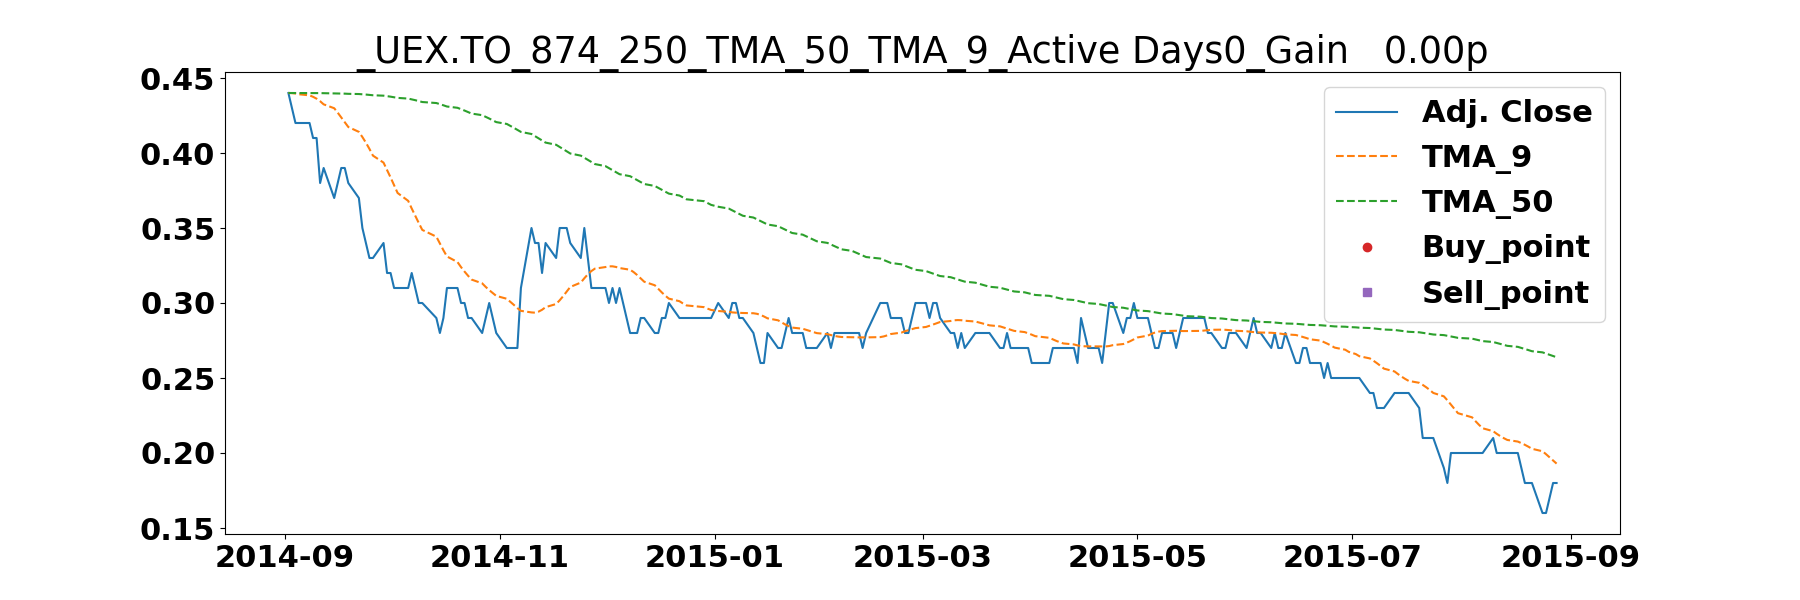 _UEX.TO_874_250_TMA_50_TMA_9_Active Days0_Gain   0.00p
0.45
0.40
0.35
0.30
0.25
0.20
0.15
Adj. Close
TMA_9
TMA_50
Buy_point
Sell_point
2014-09 2014-11 2015-01 2015-03 2015-05 2015-07 2015-09